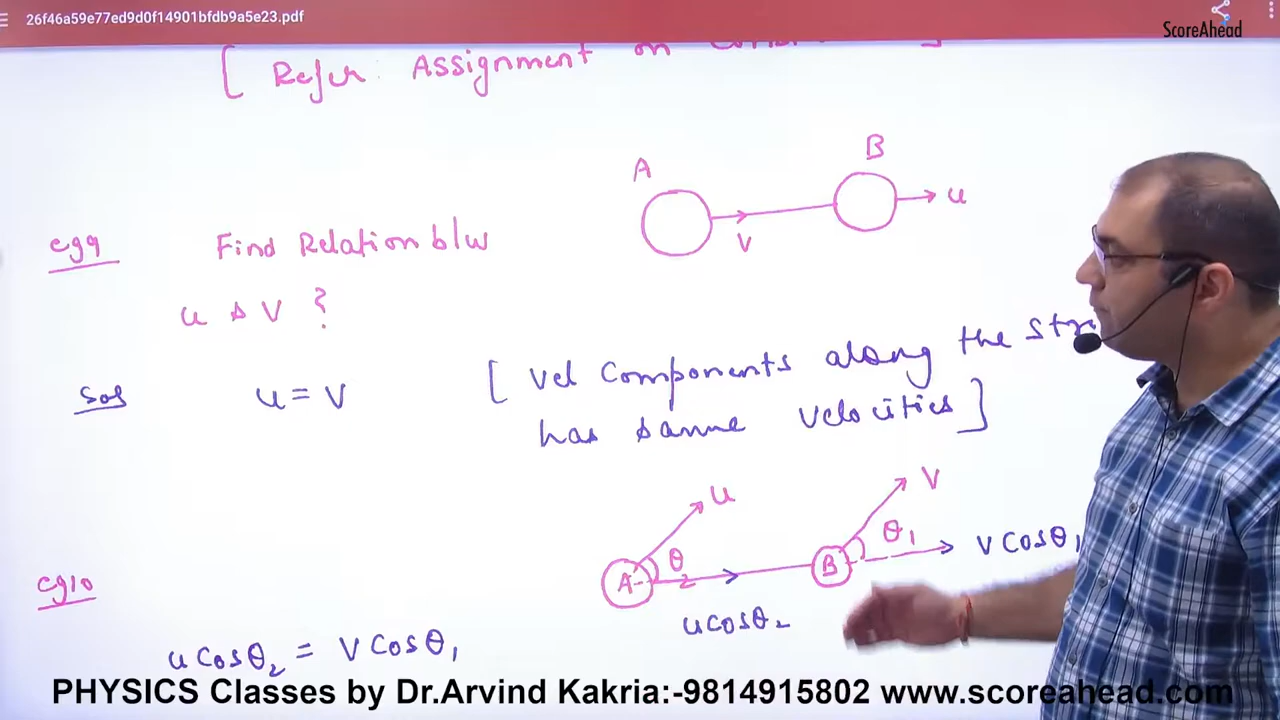 26f46a59e77ed9d0f14901bfdb9a5e23.pdf
ScoreAhead
[ Refer: Assignment on
A
B
u
v
eg9 Find Relation b/w
u & v ?
Sol u = v
[ vel components along the
has same velocities ]
u
v
θ2
θ1
A
B
v cosθ1
u cosθ2
eg10
u cosθ2 = v cosθ1
PHYSICS Classes by Dr.Arvind Kakria:-9814915802 www.scoreahead.com